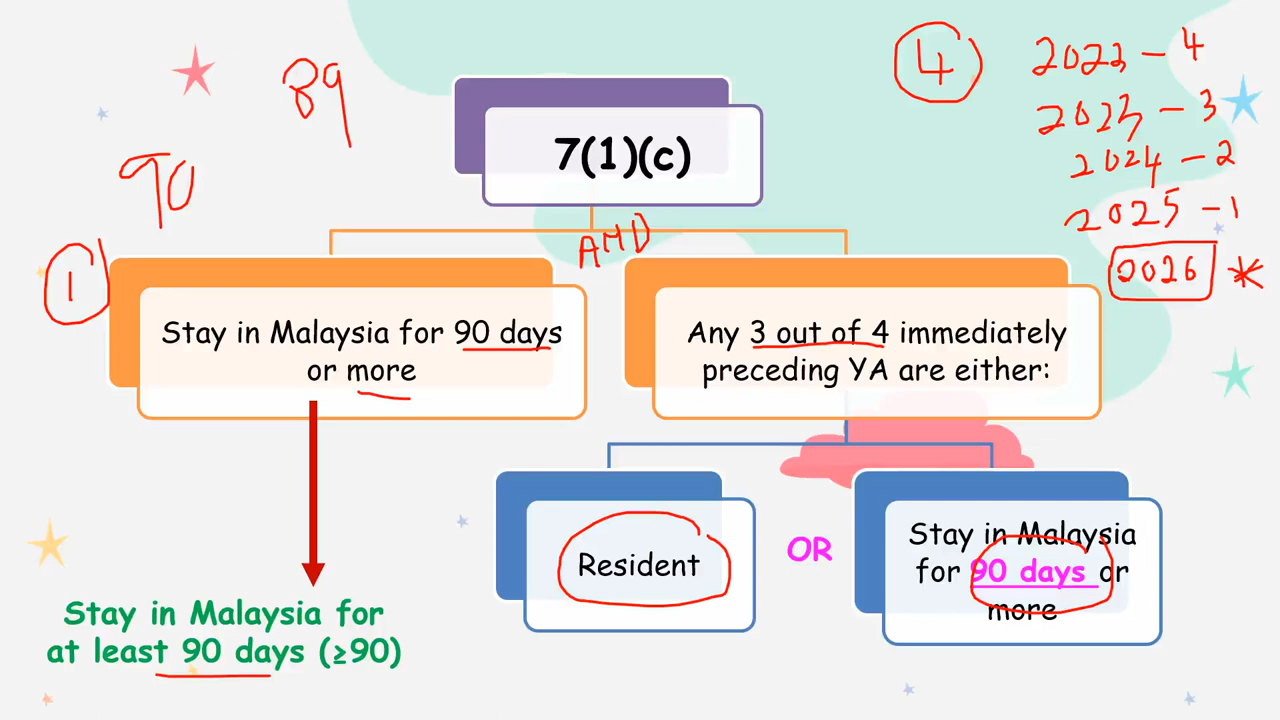 89
4
2022 - 4
2023 - 3
2024 - 2
2025 - 1
2026 *
7(1)(c)
90
AND
1
Stay in Malaysia for 90 days
or more
Any 3 out of 4 immediately
preceding YA are either:
Resident
OR
Stay in Malaysia
for 90 days or
more
Stay in Malaysia for
at least 90 days (≥90)